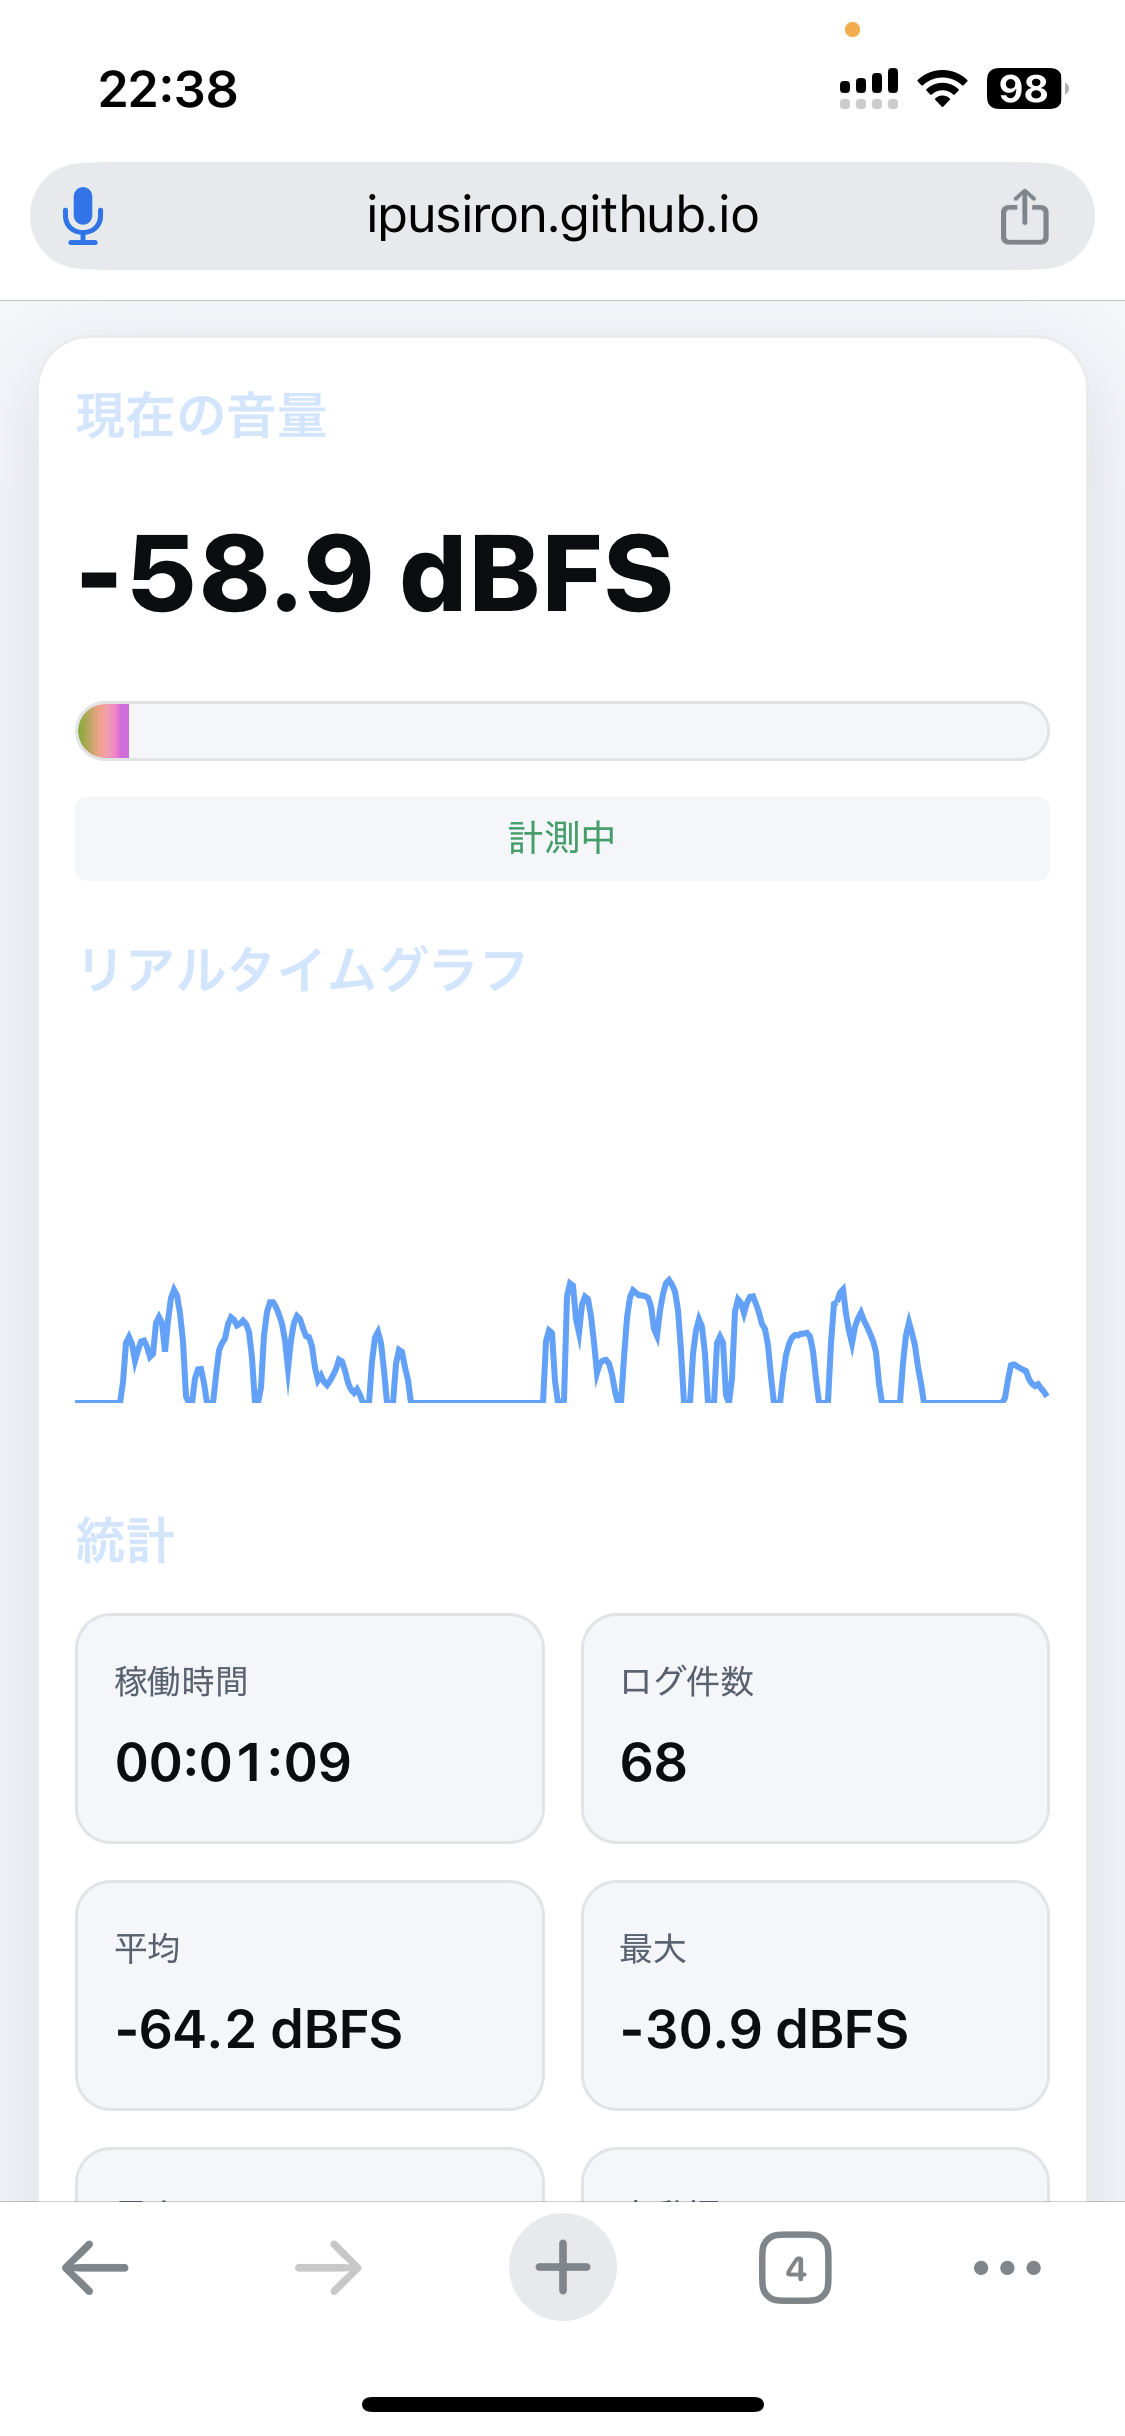 22:38
98
ipusiron.github.io
現在の音量
-58.9 dBFS
計測中
リアルタイムグラフ
統計
稼働時間
ログ件数
00:01:09
68
平均
最大
-64.2 dBFS
-30.9 dBFS
4